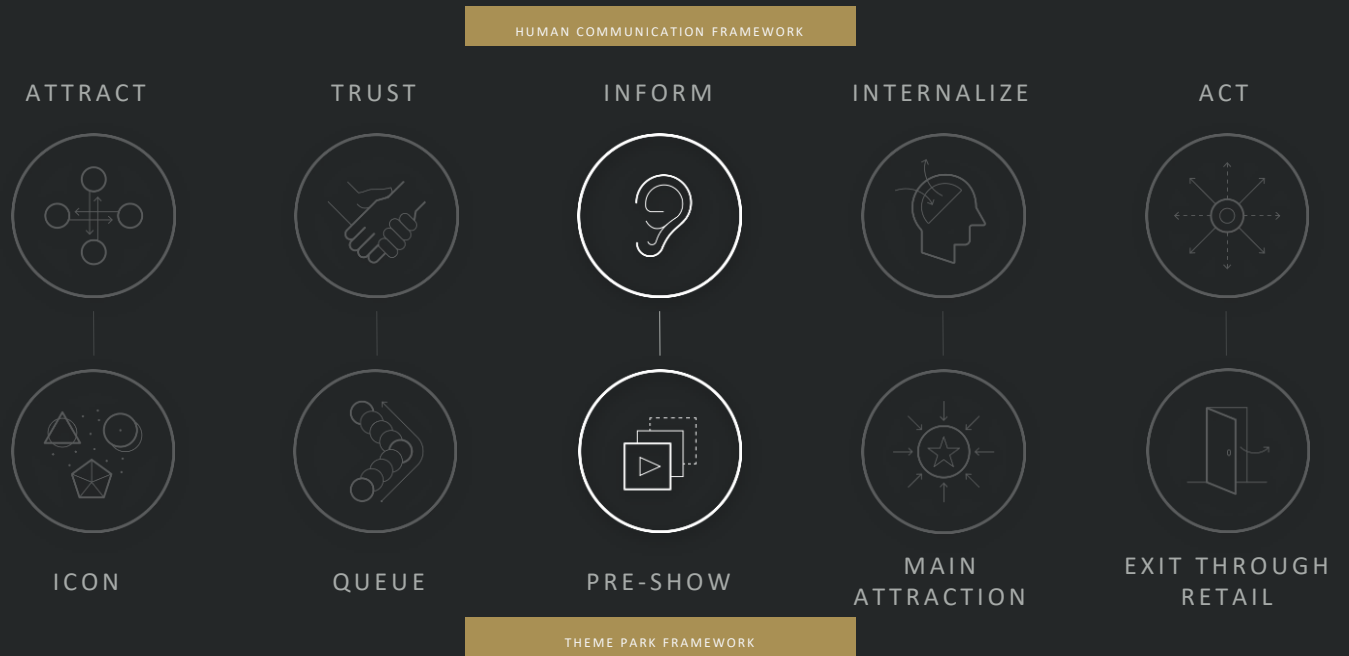 HUMAN COMMUNICATION FRAMEWORK
ATTRACT
TRUST
INFORM
INTERNALIZE
ACT
ICON
QUEUE
PRE-SHOW
MAIN
ATTRACTION
EXIT THROUGH
RETAIL
THEME PARK FRAMEWORK